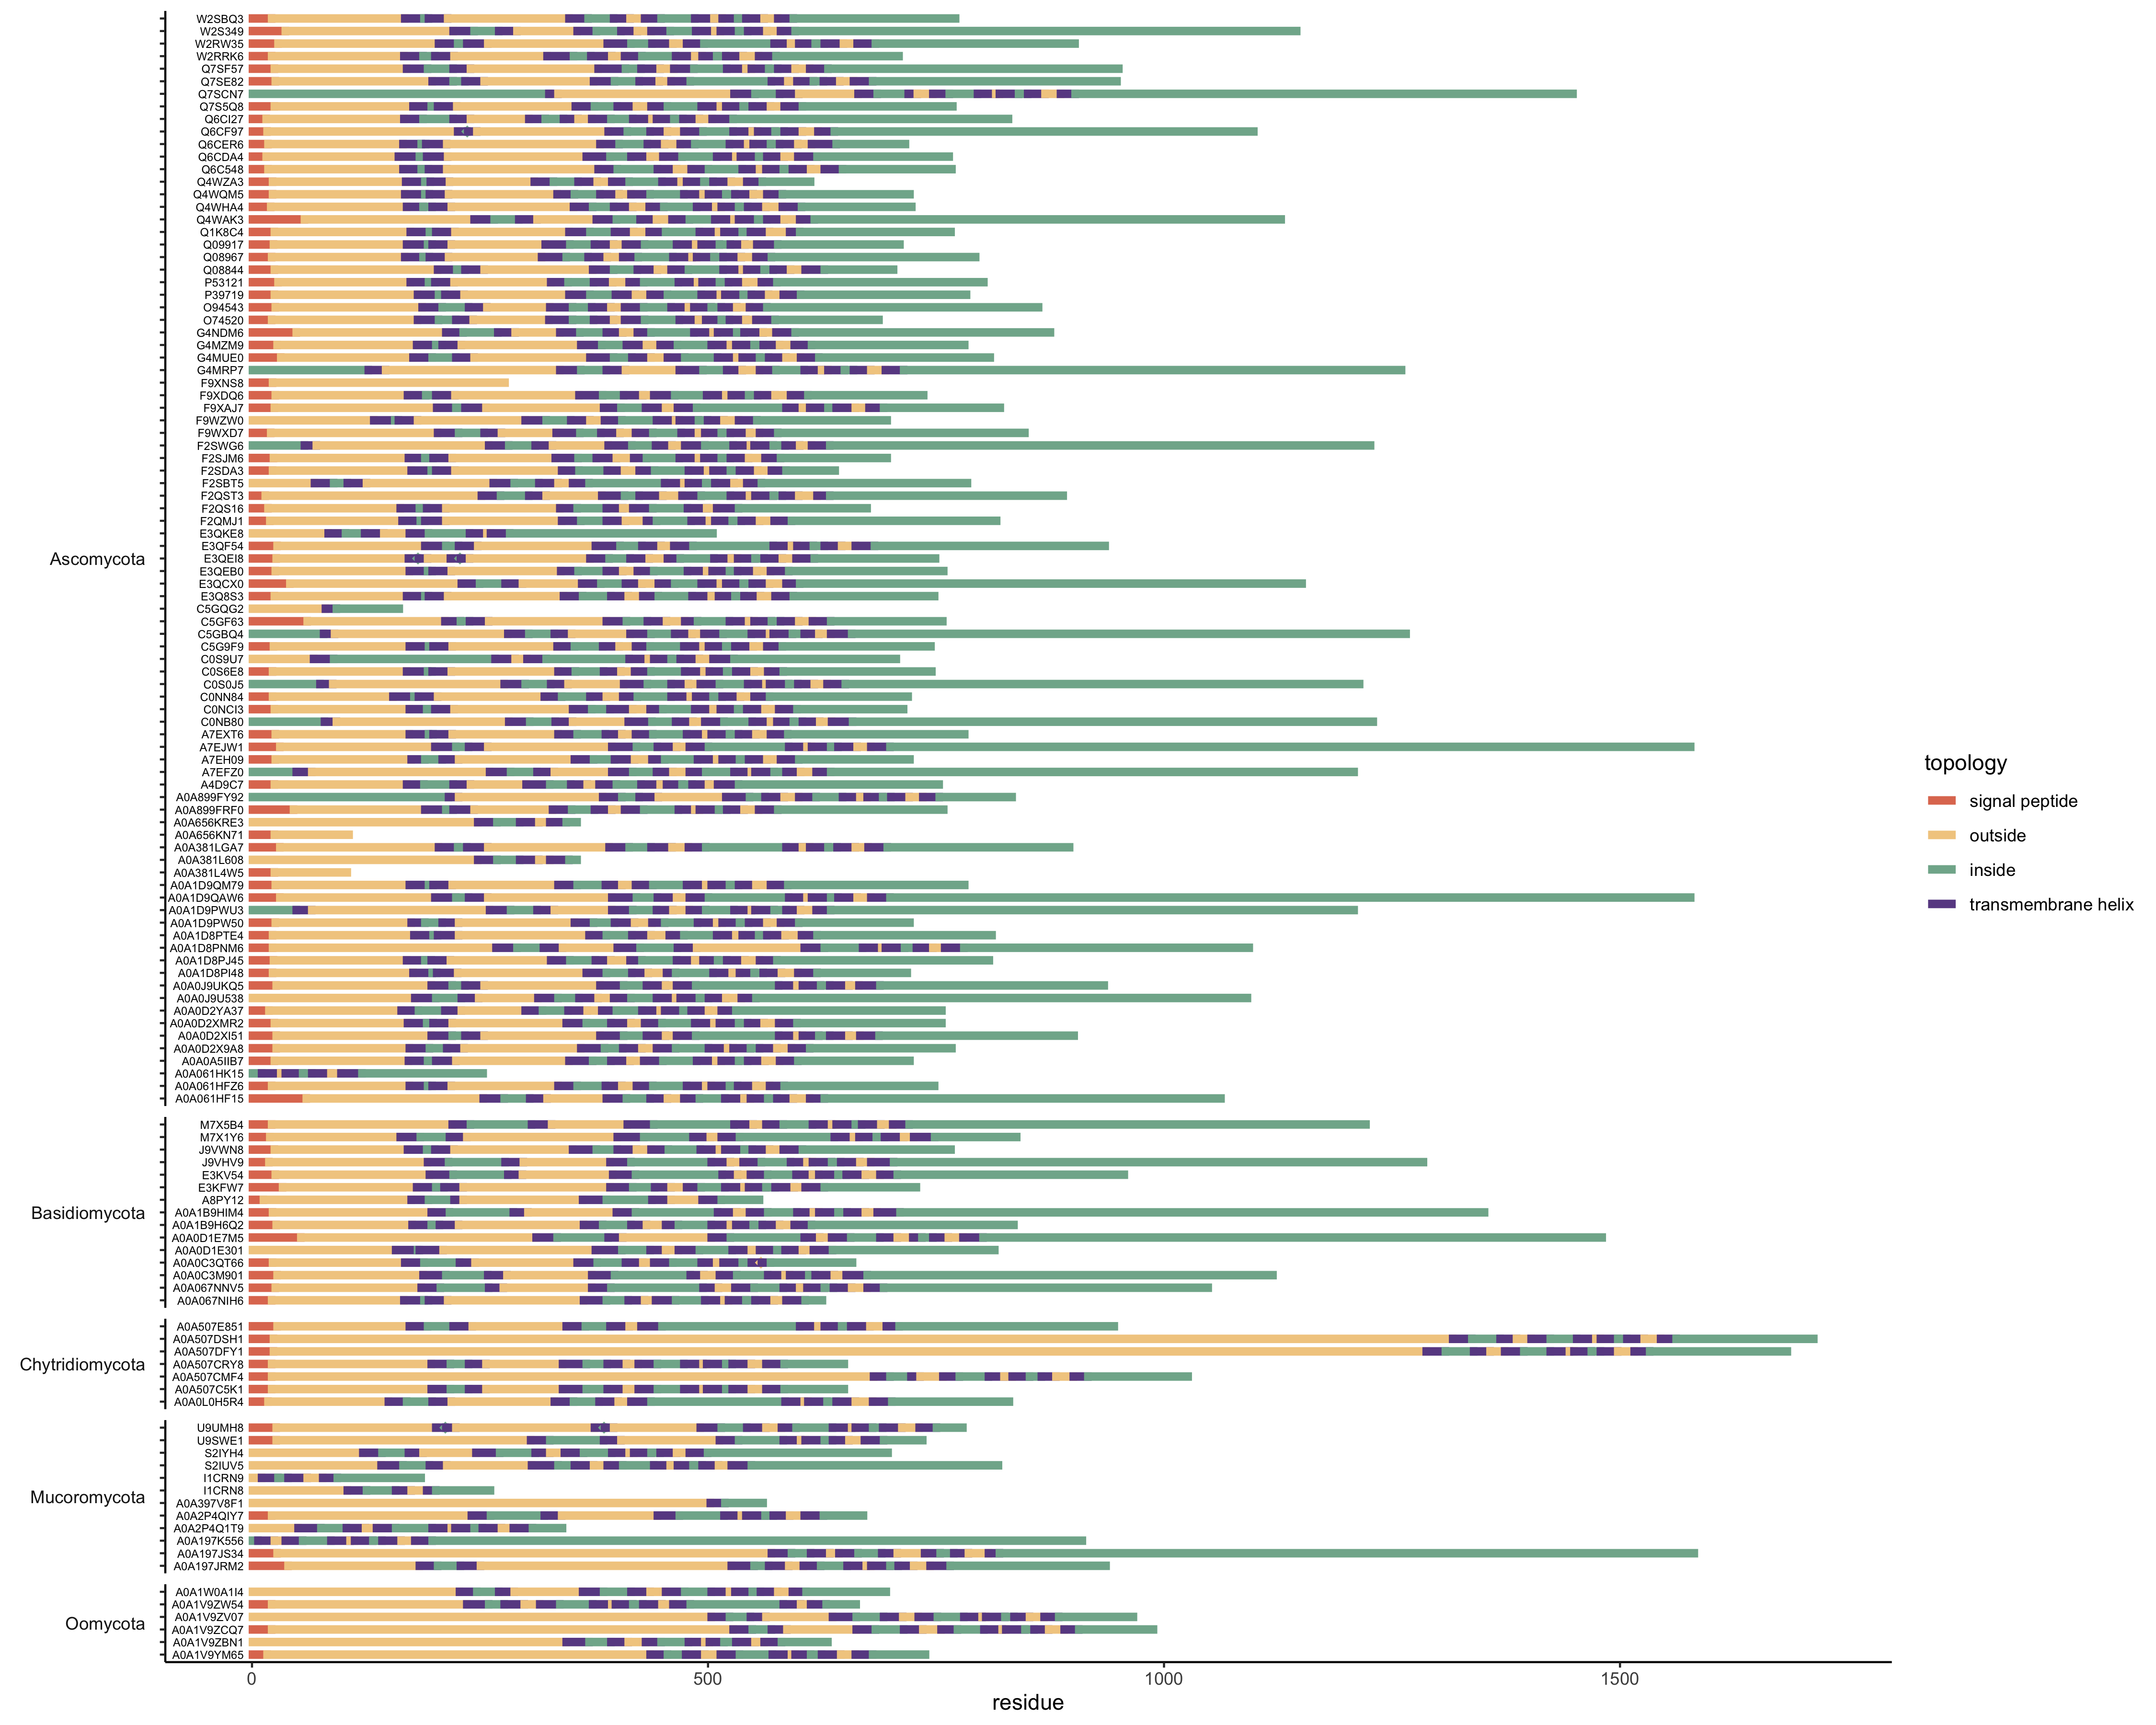 W2SBQ3
W2S349
W2RW35
W2RRK6
Q7SF57
Q7SE82
Q7SCN7
Q7S5Q8
Q6CI27
Q6CF97
Q6CER6
Q6CDA4
Q6C548
Q4WZA3
Q4WQM5
Q4WHA4
Q4WAK3
Q1K8C4
Q09917
Q08967
Q08844
P53121
P39719
O94543
O74520
G4NDM6
G4MZM9
G4MUE0
G4MRP7
F9XNS8
F9XDQ6
F9XAJ7
F9WZW0
F9WXD7
F2SWG6
F2SJM6
F2SDA3
F2SBT5
F2QST3
F2QS16
F2QMJ1
E3QKE8
E3QF54
Ascomycota
E3QEI8
E3QEB0
E3QCX0
E3Q8S3
C5GQG2
C5GF63
C5GBQ4
C5G9F9
C0S9U7
C0S6E8
C0S0J5
C0NN84
C0NCI3
C0NB80
A7EXT6
A7EJW1
A7EH09
A7EFZ0
A4D9C7
A0A899FY92
A0A899FRF0
A0A656KRE3
A0A656KN71
A0A381LGA7
A0A381L608
A0A381L4W5
A0A1D9QM79
A0A1D9QAW6
A0A1D9PWU3
A0A1D9PW50
A0A1D8PTE4
A0A1D8PNM6
A0A1D8PJ45
A0A1D8PI48
A0A0J9UKQ5
A0A0J9U538
A0A0D2YA37
A0A0D2XMR2
A0A0D2XI51
A0A0D2X9A8
A0A0A5IIB7
A0A061HK15
A0A061HFZ6
A0A061HF15
M7X5B4
M7X1Y6
J9VWN8
J9VHV9
E3KV54
E3KFW7
A8PY12
Basidiomycota
A0A1B9HIM4
A0A1B9H6Q2
A0A0D1E7M5
A0A0D1E301
A0A0C3QT66
A0A0C3M901
A0A067NNV5
A0A067NIH6
A0A507E851
A0A507DSH1
A0A507DFY1
Chytridiomycota
A0A507CRY8
A0A507CMF4
A0A507C5K1
A0A0L0H5R4
U9UMH8
U9SWE1
S2IYH4
S2IUV5
I1CRN9
Mucoromycota
I1CRN8
A0A397V8F1
A0A2P4QIY7
A0A2P4Q1T9
A0A197K556
A0A197JS34
A0A197JRM2
A0A1W0A1I4
A0A1V9ZW54
A0A1V9ZV07
Oomycota
A0A1V9ZCQ7
A0A1V9ZBN1
A0A1V9YM65
0 500 1000 1500
residue
topology
signal peptide
outside
inside
transmembrane helix